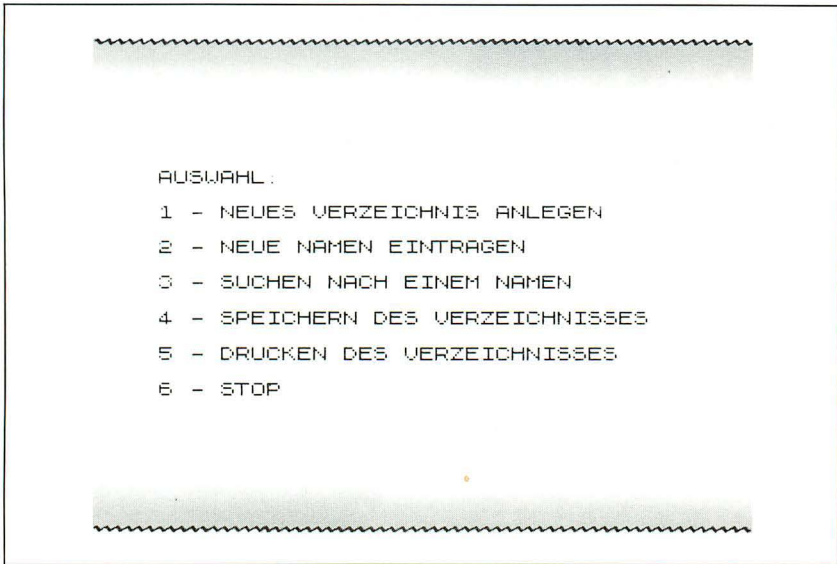 AUSWAHL:
1 - NEUES VERZEICHNIS ANLEGEN
2 - NEUE NAMEN EINTRAGEN
3 - SUCHEN NACH EINEM NAMEN
4 - SPEICHERN DES VERZEICHNISSES
5 - DRUCKEN DES VERZEICHNISSES
6 - STOP